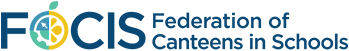 FOCIS Federation of
Canteens in Schools